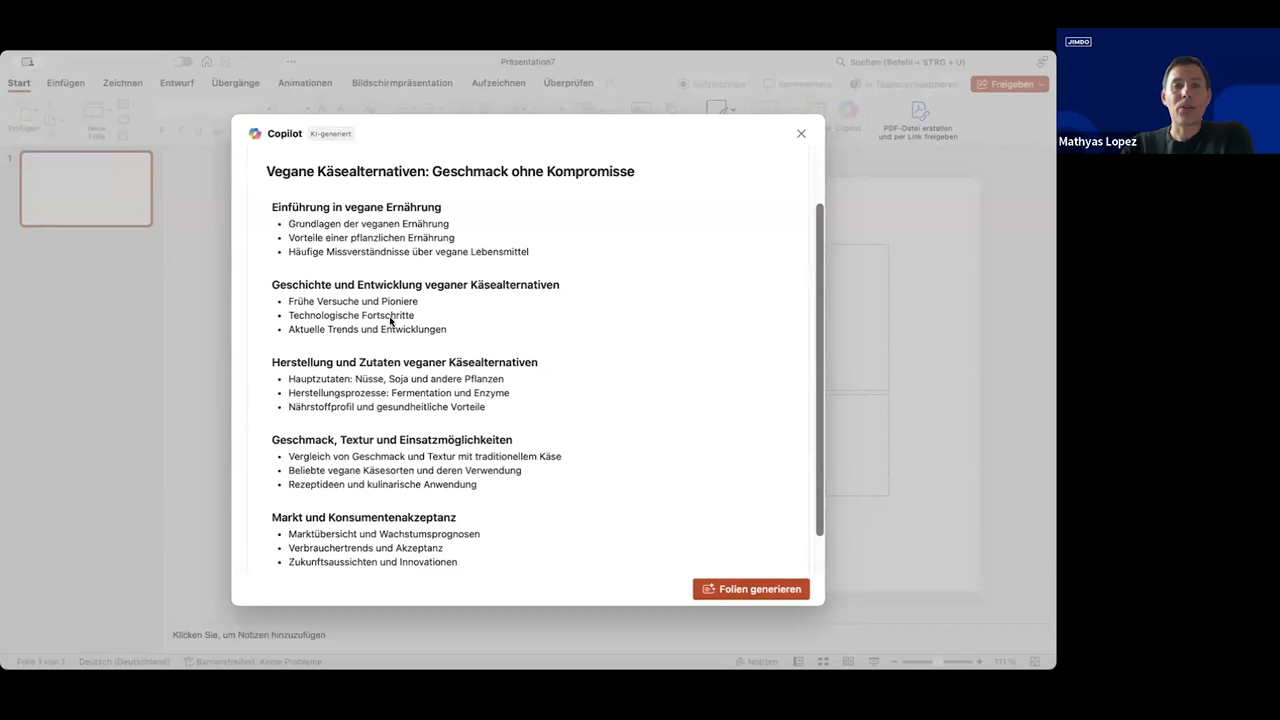 JIMDO
Mathyas Lopez
Präsentation7
Suchen (Befehl + STRG + U)
Start Einfügen Zeichnen Entwurf Übergänge Animationen Bildschirmpräsentation Aufzeichnen Überprüfen
Freigeben
Einfügen
Neue
Folie
Copilot
PDF-Datei erstellen
und per Link freigeben
1
Copilot KI-generiert
Vegane Käsealternativen: Geschmack ohne Kompromisse
Einführung in vegane Ernährung
• Grundlagen der veganen Ernährung
• Vorteile einer pflanzlichen Ernährung
• Häufige Missverständnisse über vegane Lebensmittel
Geschichte und Entwicklung veganer Käsealternativen
• Frühe Versuche und Pioniere
• Technologische Fortschritte
• Aktuelle Trends und Entwicklungen
Herstellung und Zutaten veganer Käsealternativen
• Hauptzutaten: Nüsse, Soja und andere Pflanzen
• Herstellungsprozesse: Fermentation und Enzyme
• Nährstoffprofil und gesundheitliche Vorteile
Geschmack, Textur und Einsatzmöglichkeiten
• Vergleich von Geschmack und Textur mit traditionellem Käse
• Beliebte vegane Käsesorten und deren Verwendung
• Rezeptideen und kulinarische Anwendung
Markt und Konsumentenakzeptanz
• Marktübersicht und Wachstumsprognosen
• Verbrauchertrends und Akzeptanz
• Zukunftsaussichten und Innovationen
Folien generieren
Klicken Sie, um Notizen hinzuzufügen
Folie 1 von 1 Deutsch (Deutschland) Barrierefreiheit: Keine Probleme Notizen 111 %